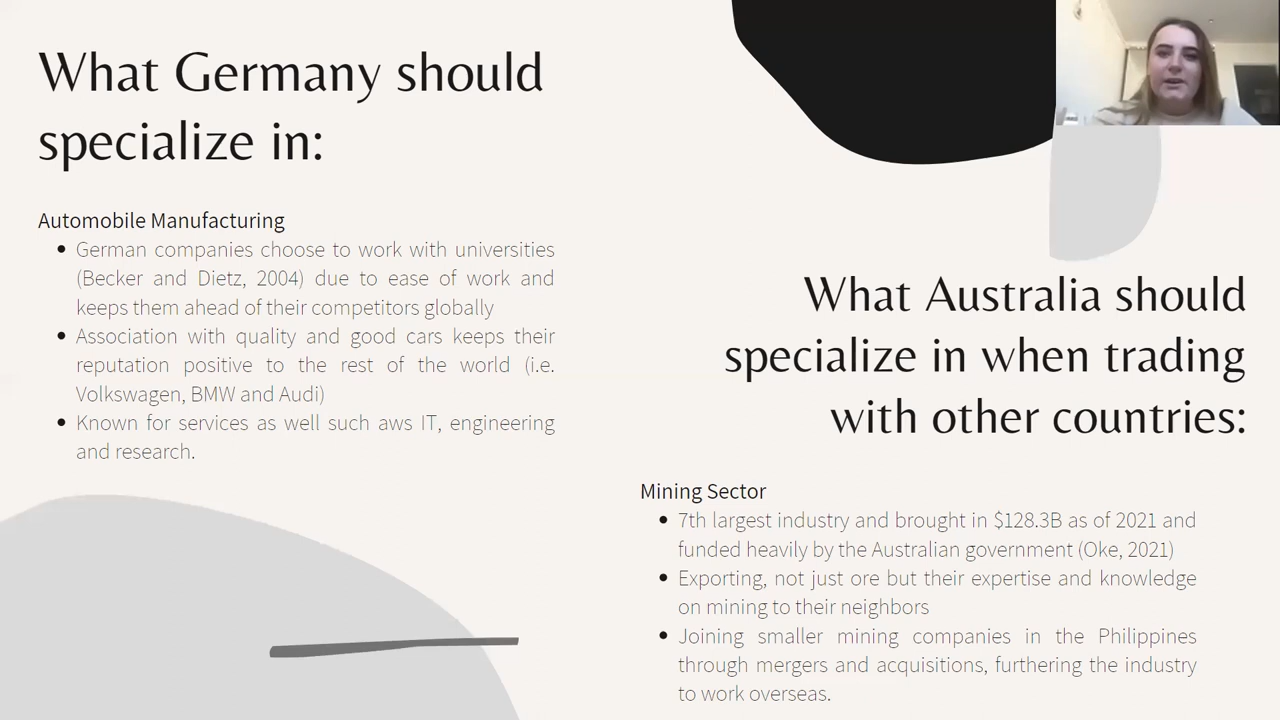 What Germany should
specialize in:
Automobile Manufacturing
German companies choose to work with universities
(Becker and Dietz, 2004) due to ease of work and
keeps them ahead of their competitors globally
Association with quality and good cars keeps their
reputation positive to the rest of the world (i.e.
Volkswagen, BMW and Audi)
Known for services as well such aws IT, engineering
and research.
What Australia should
specialize in when trading
with other countries:
Mining Sector
7th largest industry and brought in $128.3B as of 2021 and
funded heavily by the Australian government (Oke, 2021)
Exporting, not just ore but their expertise and knowledge
on mining to their neighbors
Joining smaller mining companies in the Philippines
through mergers and acquisitions, furthering the industry
to work overseas.